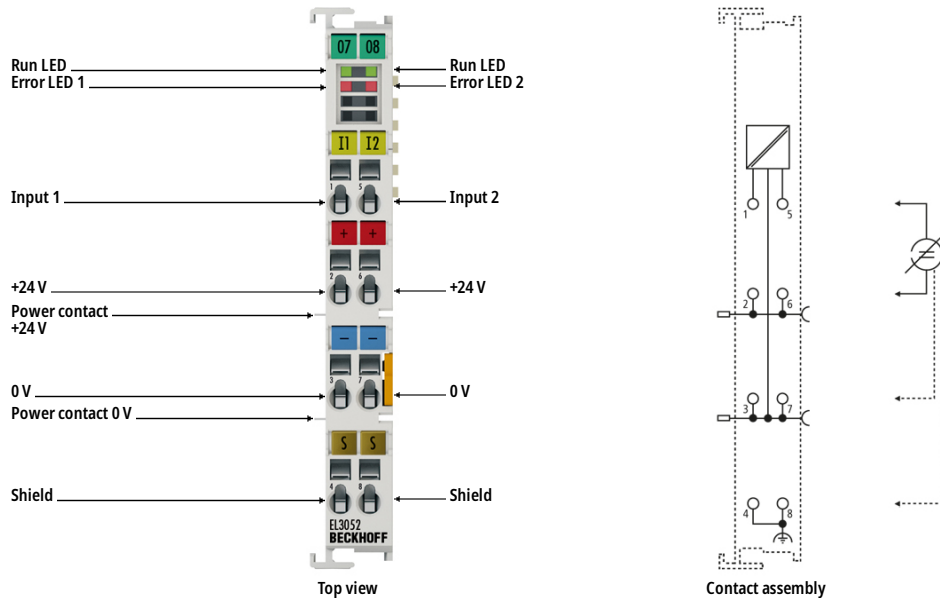 07 08
Run LED
Error LED 1
Run LED
Error LED 2
I1 I2
1 5
Input 1
Input 2
+ +
2 6
+24 V
+24 V
Power contact
+24 V
− −
3 7
0 V
0 V
Power contact 0 V
S S
4 8
Shield
Shield
EL3052
BECKHOFF
Top view
1 5
2 6
3 7
4 8
Contact assembly